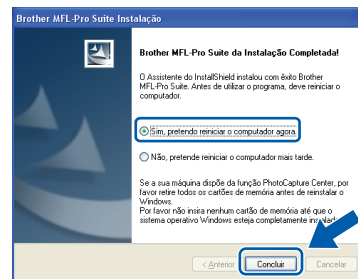 Brother MFL-Pro Suite Instalação
Brother MFL-Pro Suite da Instalação Completada!
O Assistente do InstallShield instalou com êxito Brother
MFL-Pro Suite. Antes de utilizar o programa, deve reiniciar o
computador.
Sim, pretendo reiniciar o computador agora.
Não, pretende reiniciar o computador mais tarde.
Se a sua máquina dispõe da função PhotoCapture Center, por
favor retire todos os cartões de memória antes de reinstalar o
Windows.
Por favor não insira nenhum cartão de memória até que o
sistema operativo Windows esteja completamente instalado.
< Anterior
Concluir
Cancelar